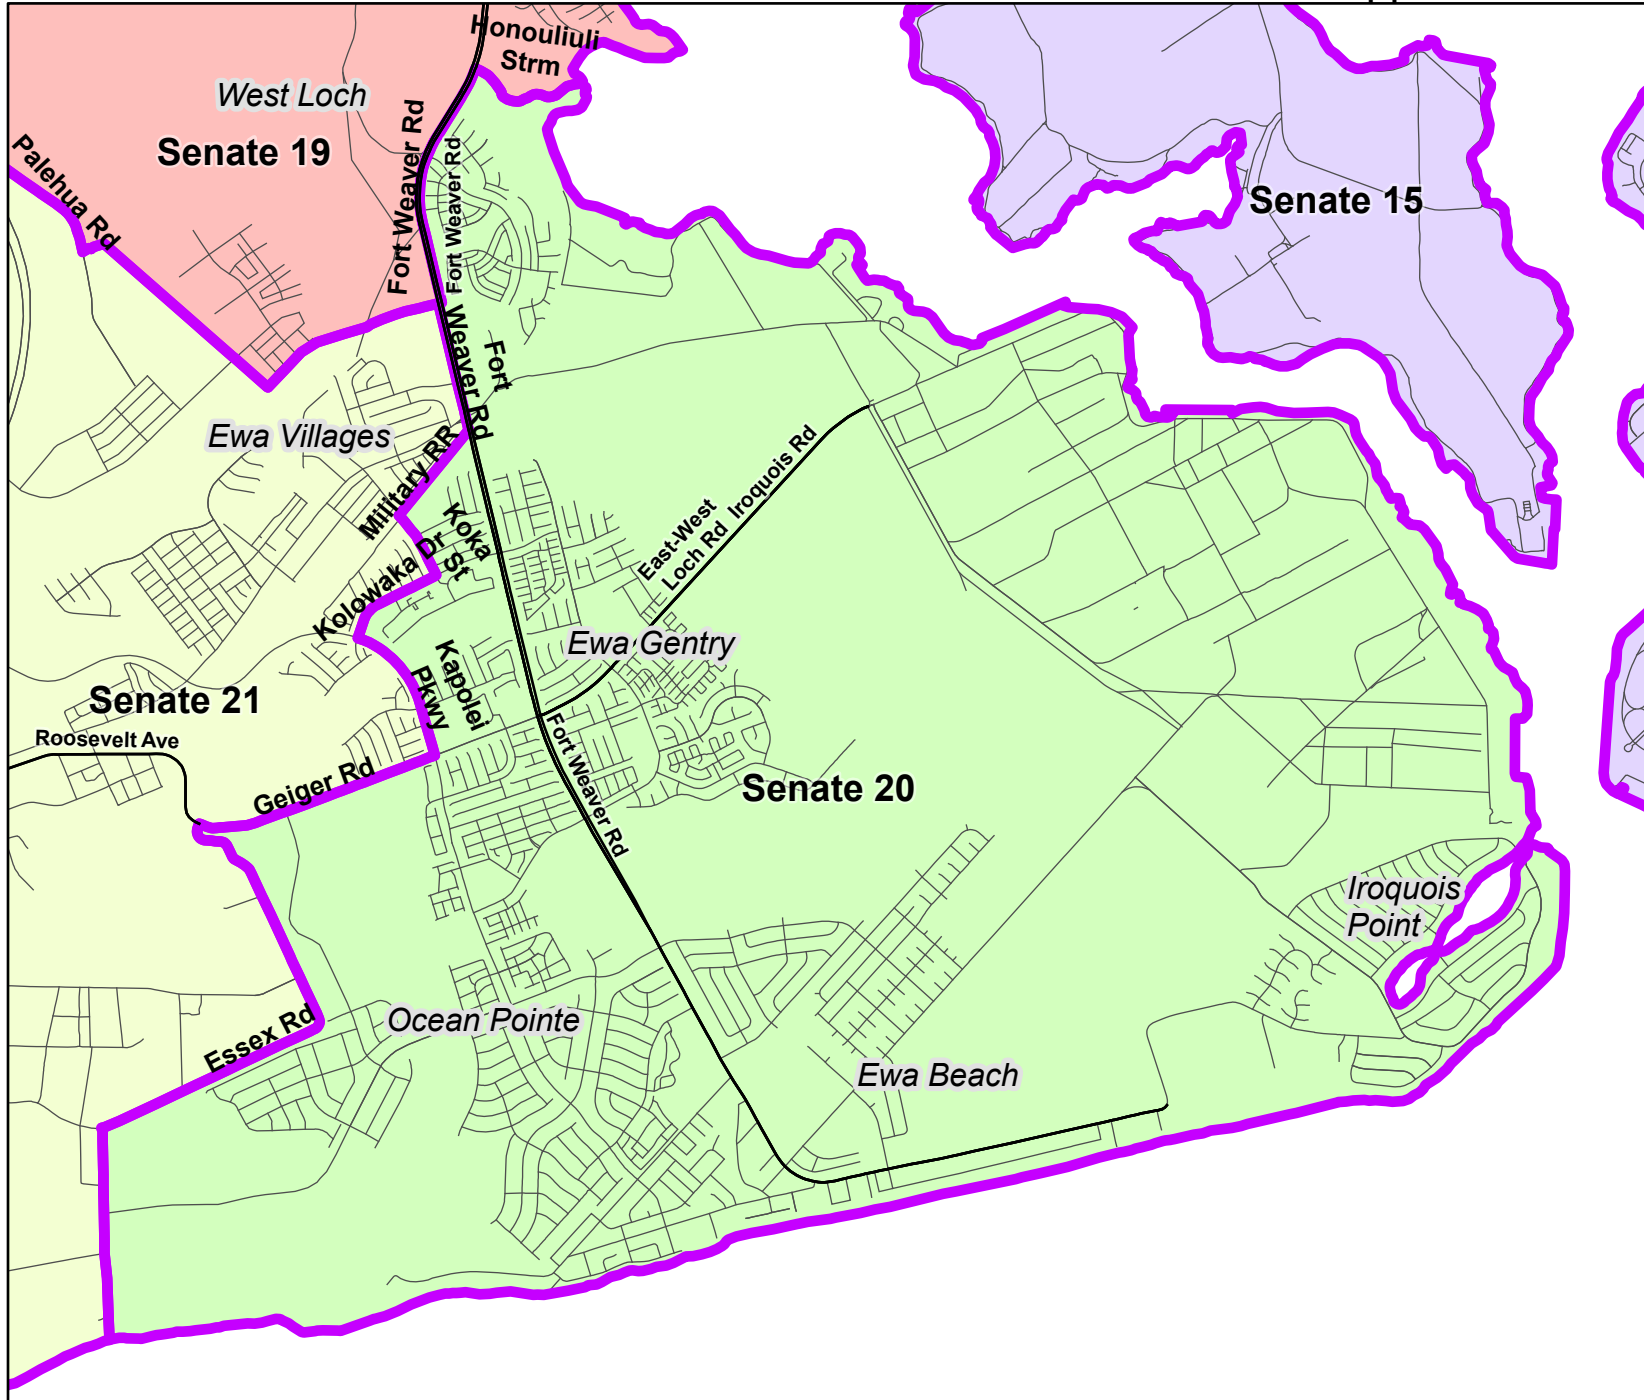 Honouliuli
Strm
West Loch
Senate 19
Fort Weaver Rd
Fort Weaver Rd
Palehua Rd
Senate 15
Fort
Weaver Rd
Ewa Villages
Military RR
Koka
St
Kolowaka Dr
East-West
Loch Rd
Iroquois Rd
Ewa Gentry
Kapolei
Pkwy
Senate 21
Roosevelt Ave
Geiger Rd
Fort Weaver Rd
Senate 20
Iroquois
Point
Essex Rd
Ocean Pointe
Ewa Beach